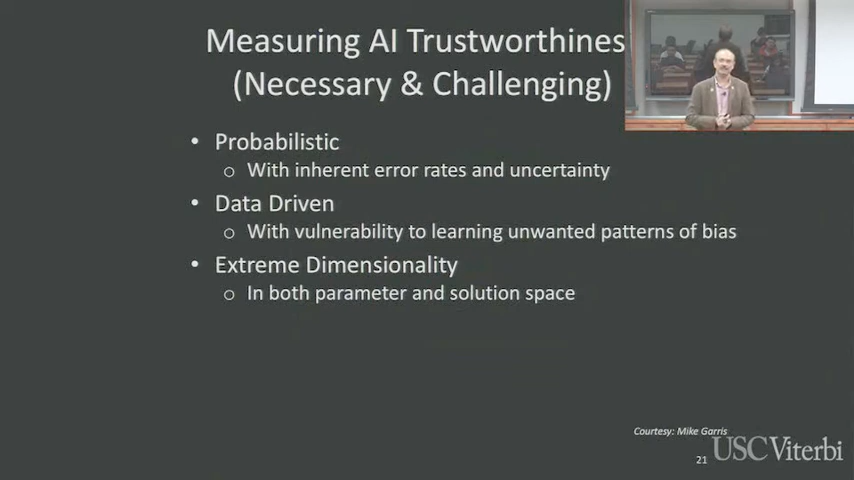 Measuring AI Trustworthines
(Necessary & Challenging)
• Probabilistic
o With inherent error rates and uncertainty
• Data Driven
o With vulnerability to learning unwanted patterns of bias
• Extreme Dimensionality
o In both parameter and solution space
Courtesy: Mike Garris
21
USC Viterbi